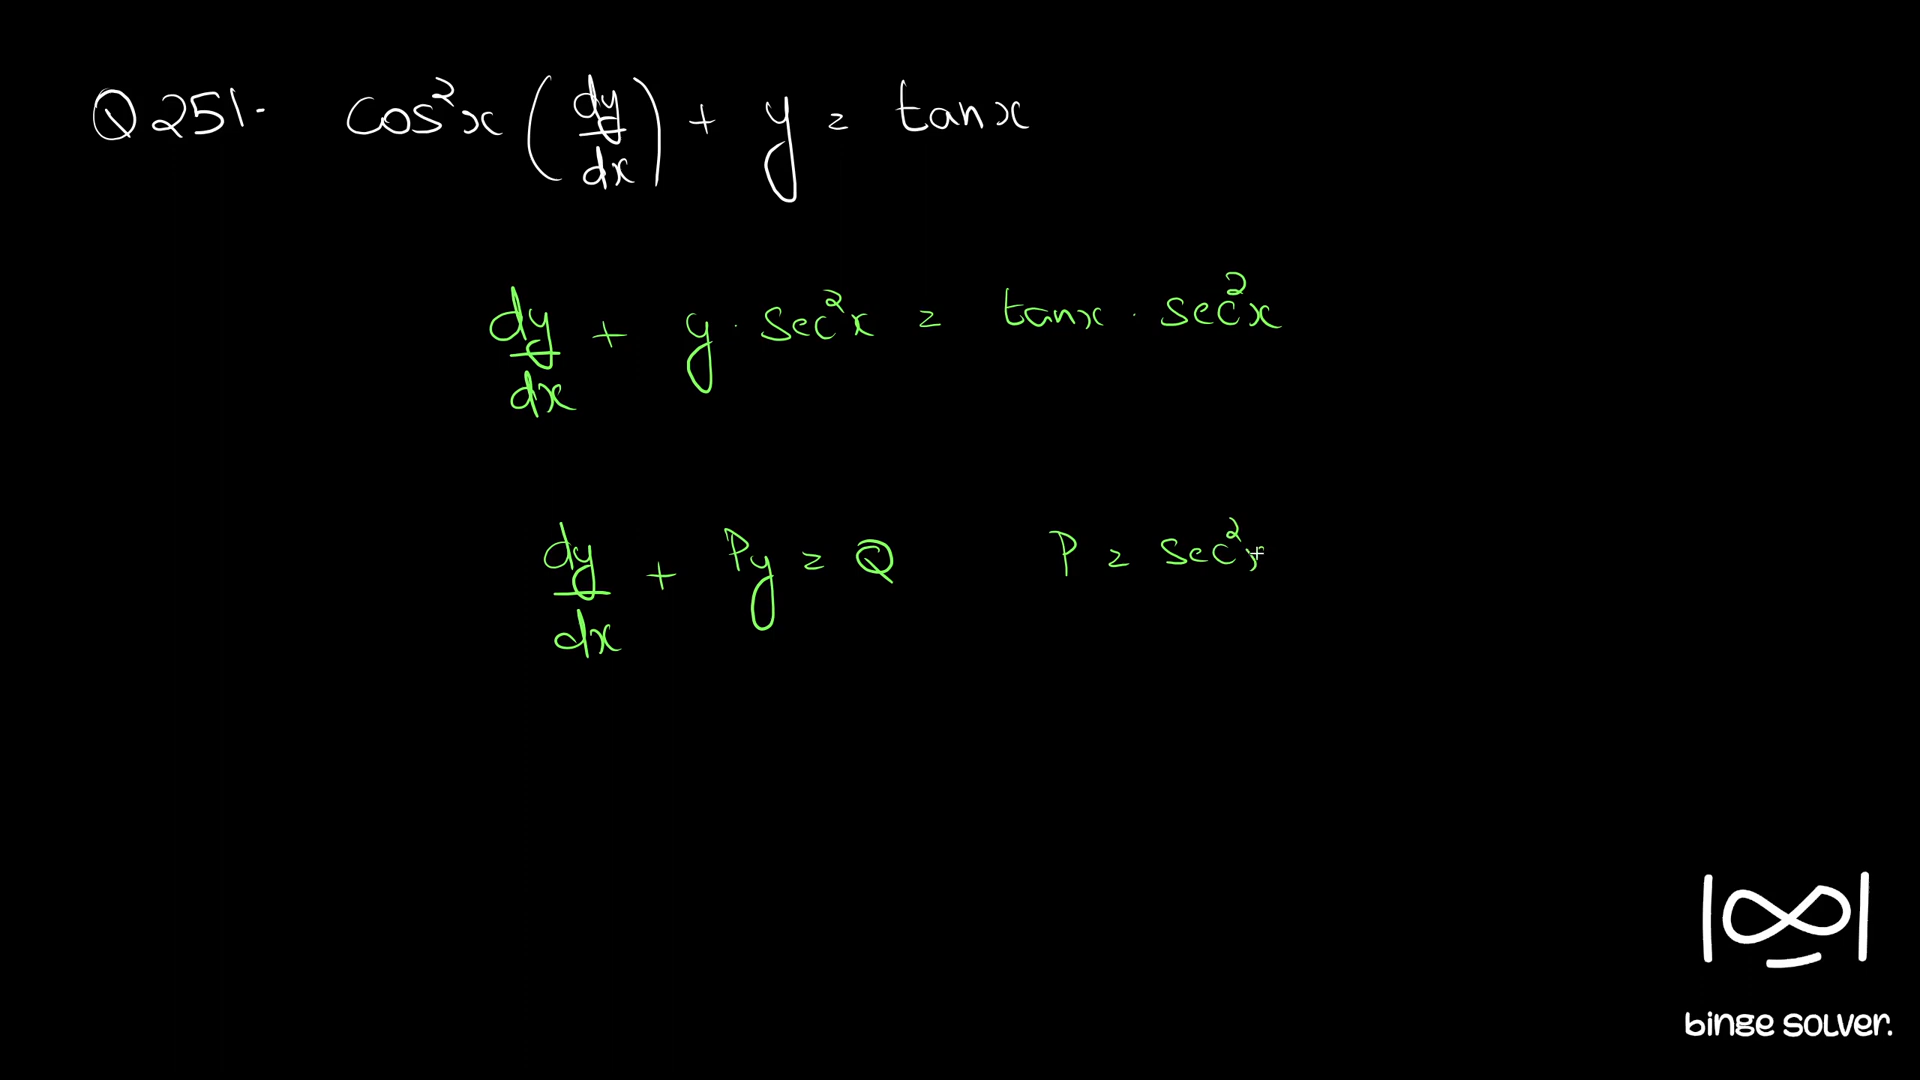 Q251. cos²x (dy/dx) + y = tanx
dy/dx + y · sec²x = tanx · sec²x
dy/dx + Py = Q P = sec²x
binge solver.